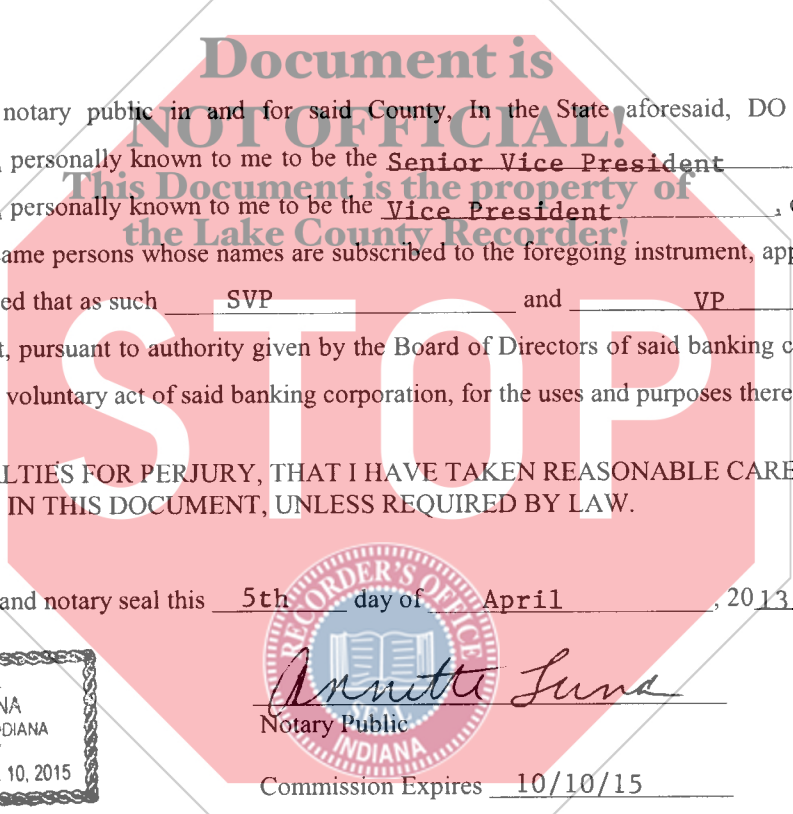 Document is
notary public in and for said County, In the State aforesaid, DO
NOT OFFICIAL!
personally known to me to be the Senior Vice President
This Document is the property of
personally known to me to be the Vice President,
the Lake County Recorder!
ame persons whose names are subscribed to the foregoing instrument, app
ed that as such SVP and VP
STOP
t, pursuant to authority given by the Board of Directors of said banking c
voluntary act of said banking corporation, for the uses and purposes there
LTIES FOR PERJURY, THAT I HAVE TAKEN REASONABLE CARE
IN THIS DOCUMENT, UNLESS REQUIRED BY LAW.
and notary seal this 5th day of April, 2013
RECORDER'S OFFICE
SEAL
INDIANA
Annette Luna
Notary Public
NA
DIANA
10, 2015
Commission Expires 10/10/15